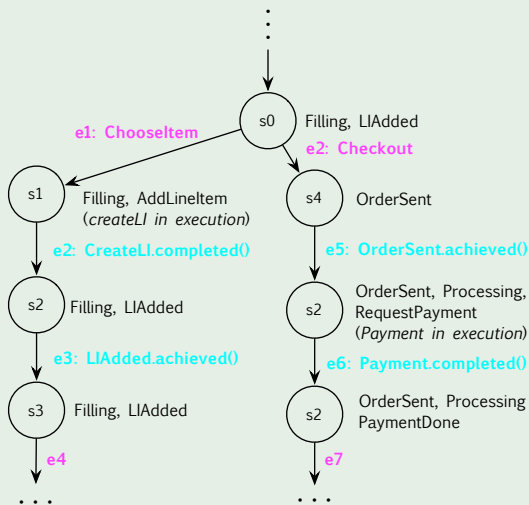 s0
Filling, LIAdded
e1: ChooseItem
e2: Checkout
s1
Filling, AddLineItem
(createLI in execution)
e2: CreateLI.completed()
s2
Filling, LIAdded
e3: LIAdded.achieved()
s3
Filling, LIAdded
e4
. . .
s4
OrderSent
e5: OrderSent.achieved()
s2
OrderSent, Processing,
RequestPayment
(Payment in execution)
e6: Payment.completed()
s2
OrderSent, Processing
PaymentDone
e7
. . .